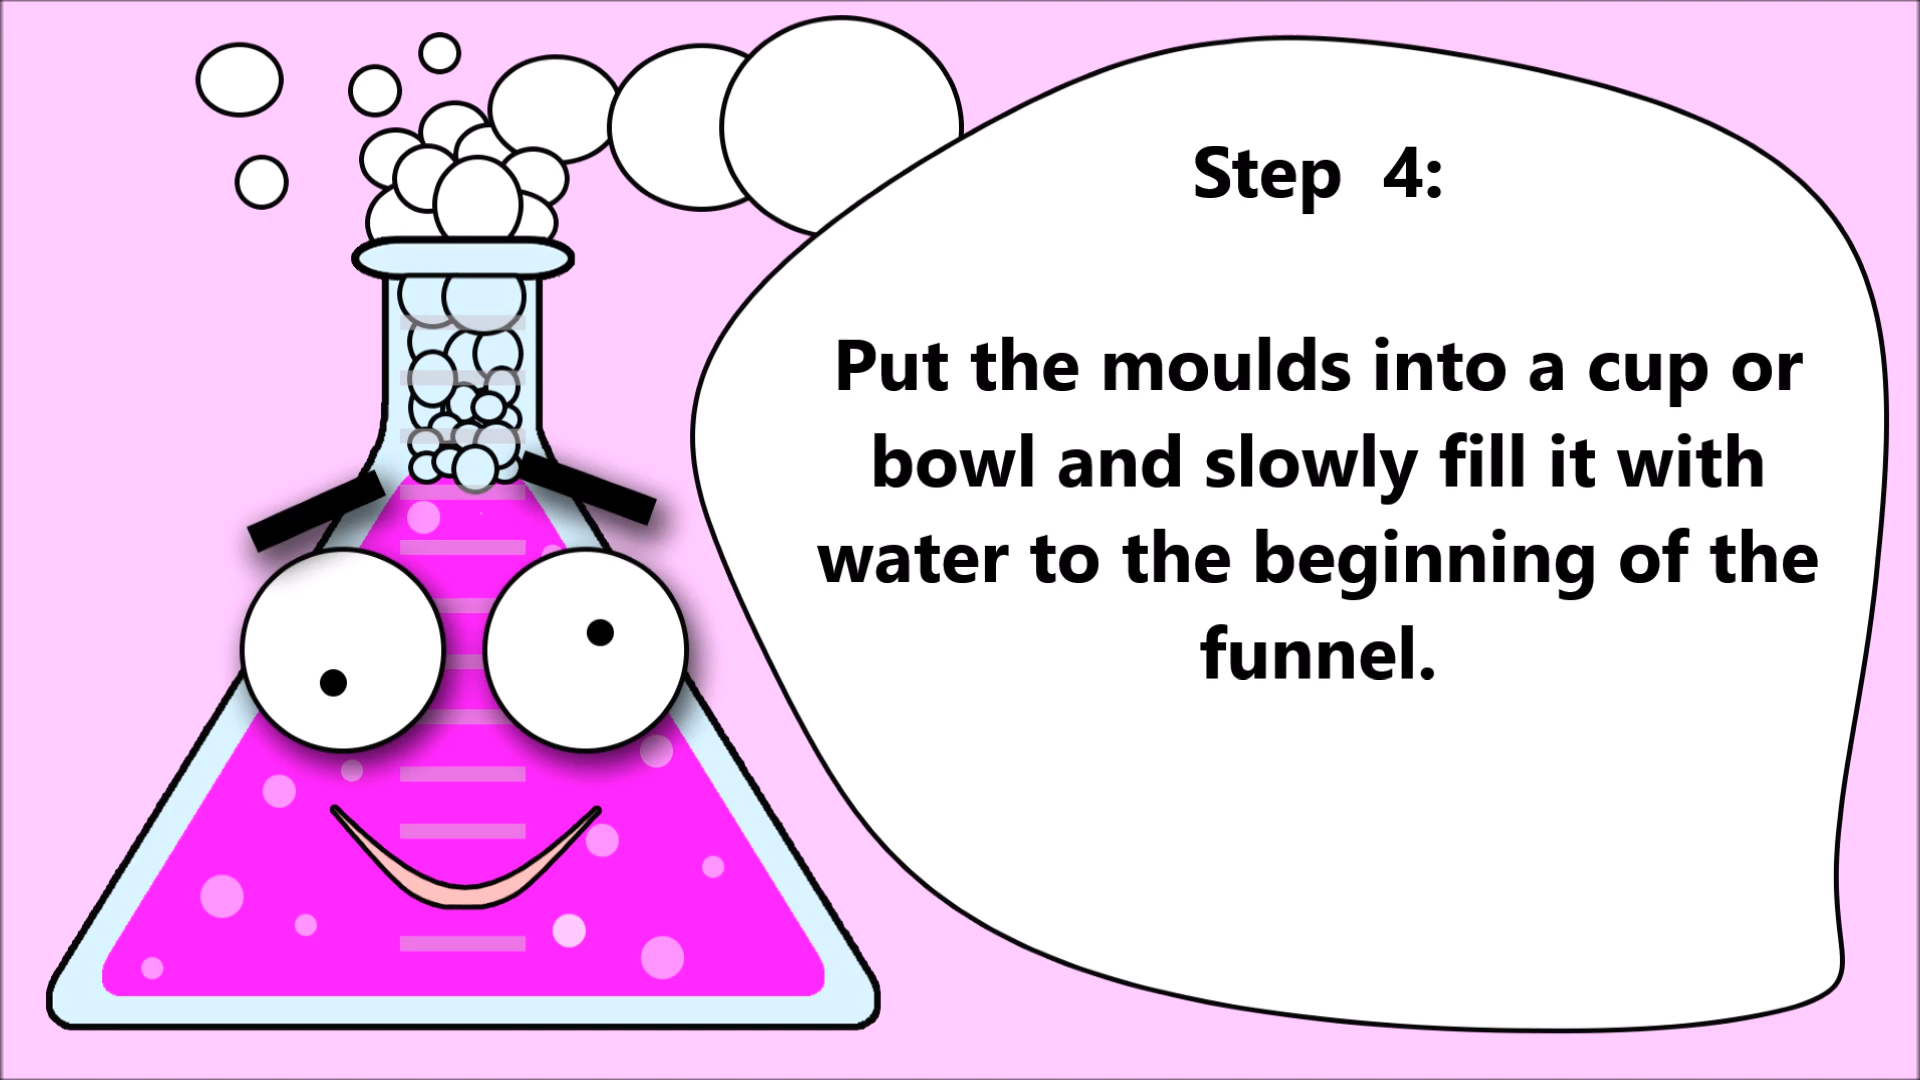 Step  4:
Put the moulds into a cup or
bowl and slowly fill it with
water to the beginning of the
funnel.